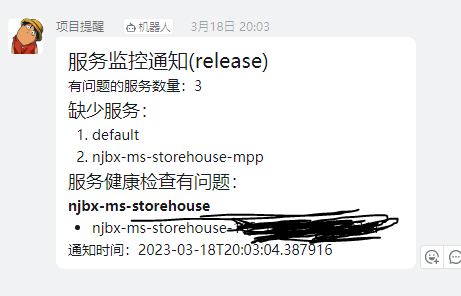 项目提醒 机器人 3月18日 20:03
服务监控通知(release)
有问题的服务数量：3
缺少服务：
1. default
2. njbx-ms-storehouse-mpp
服务健康检查有问题：
njbx-ms-storehouse
• njbx-ms-storehouse-
通知时间：2023-03-18T20:03:04.387916